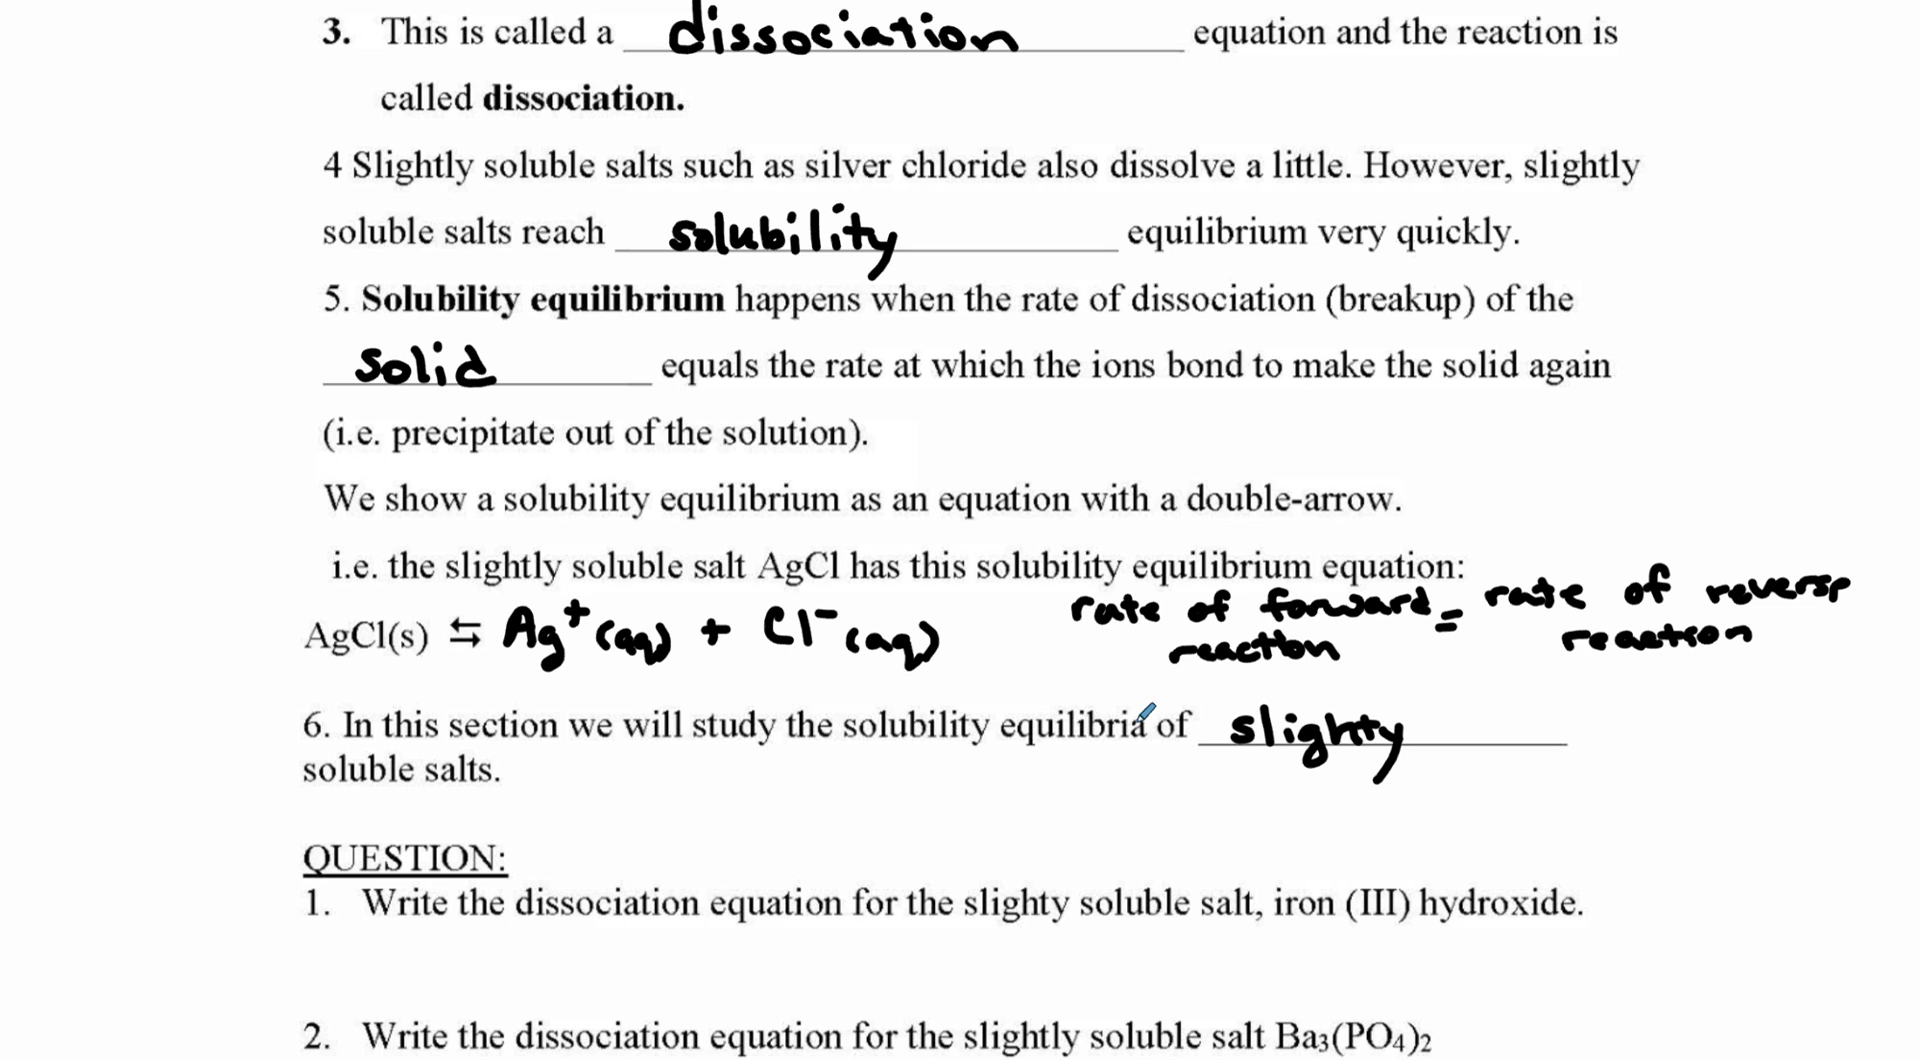 3. This is called a dissociation equation and the reaction is
called dissociation.
4 Slightly soluble salts such as silver chloride also dissolve a little. However, slightly
soluble salts reach solubility equilibrium very quickly.
5. Solubility equilibrium happens when the rate of dissociation (breakup) of the
solid equals the rate at which the ions bond to make the solid again
(i.e. precipitate out of the solution).
We show a solubility equilibrium as an equation with a double-arrow.
i.e. the slightly soluble salt AgCl has this solubility equilibrium equation:
AgCl(s) ⇆ Ag⁺(aq) + Cl⁻(aq) rate of forward = rate of reverse
reaction reaction
6. In this section we will study the solubility equilibria of slighty
soluble salts.
QUESTION:
1. Write the dissociation equation for the slighty soluble salt, iron (III) hydroxide.
2. Write the dissociation equation for the slightly soluble salt Ba₃(PO₄)₂